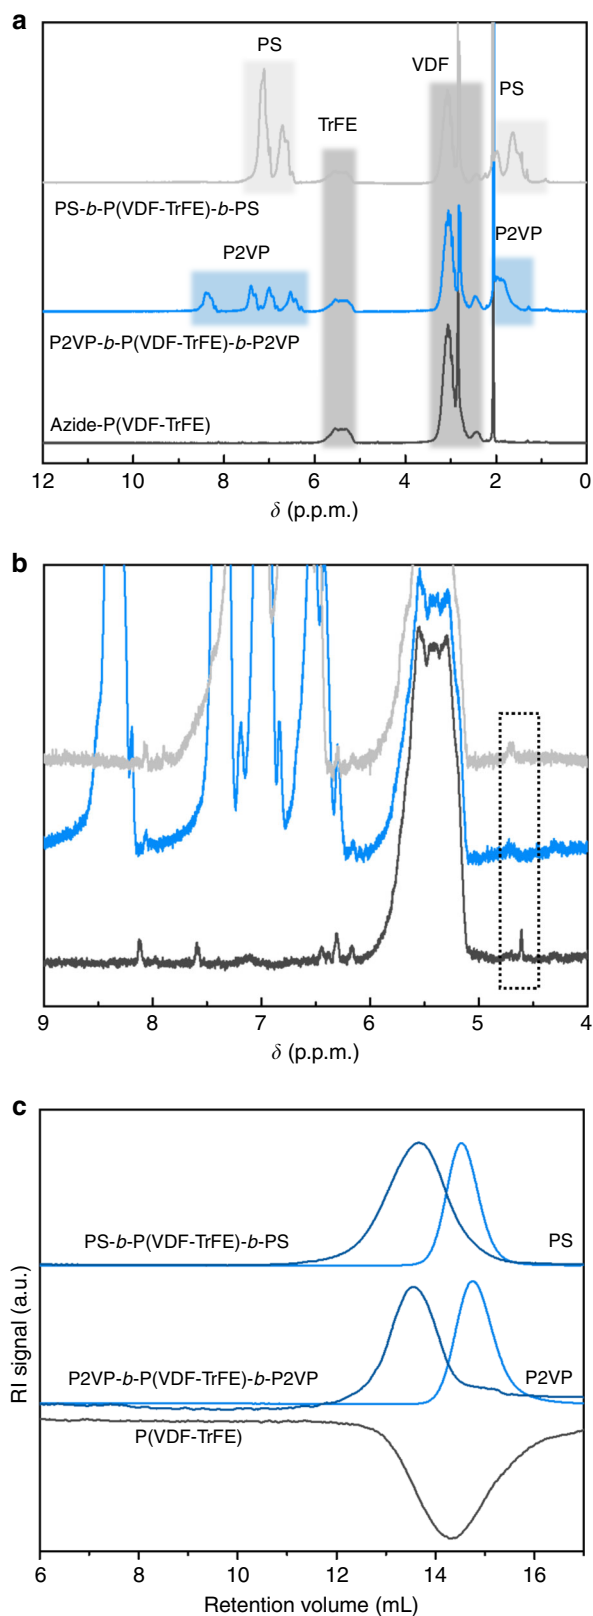 a
PS
VDF
PS
TrFE
PS-b-P(VDF-TrFE)-b-PS
P2VP
P2VP
P2VP-b-P(VDF-TrFE)-b-P2VP
Azide-P(VDF-TrFE)
12 10 8 6 4 2 0
δ (p.p.m.)
b
9 8 7 6 5 4
δ (p.p.m.)
c
PS-b-P(VDF-TrFE)-b-PS PS
P2VP-b-P(VDF-TrFE)-b-P2VP P2VP
P(VDF-TrFE)
RI signal (a.u.)
6 8 10 12 14 16
Retention volume (mL)